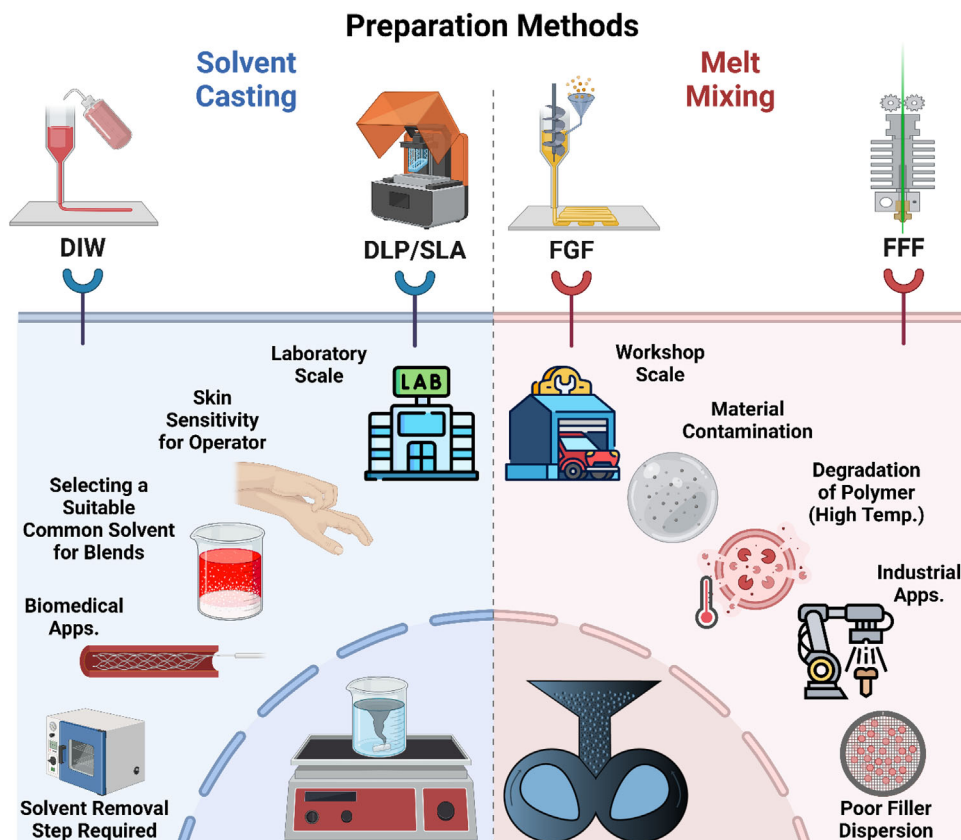 Preparation Methods
Solvent
Casting
Melt
Mixing
DIW
DLP/SLA
FGF
FFF
Laboratory
Scale
LAB
Skin
Sensitivity
for Operator
Selecting a
Suitable
Common Solvent
for Blends
Biomedical
Apps.
Solvent Removal
Step Required
Workshop
Scale
Material
Contamination
Degradation
of Polymer
(High Temp.)
Industrial
Apps.
Poor Filler
Dispersion